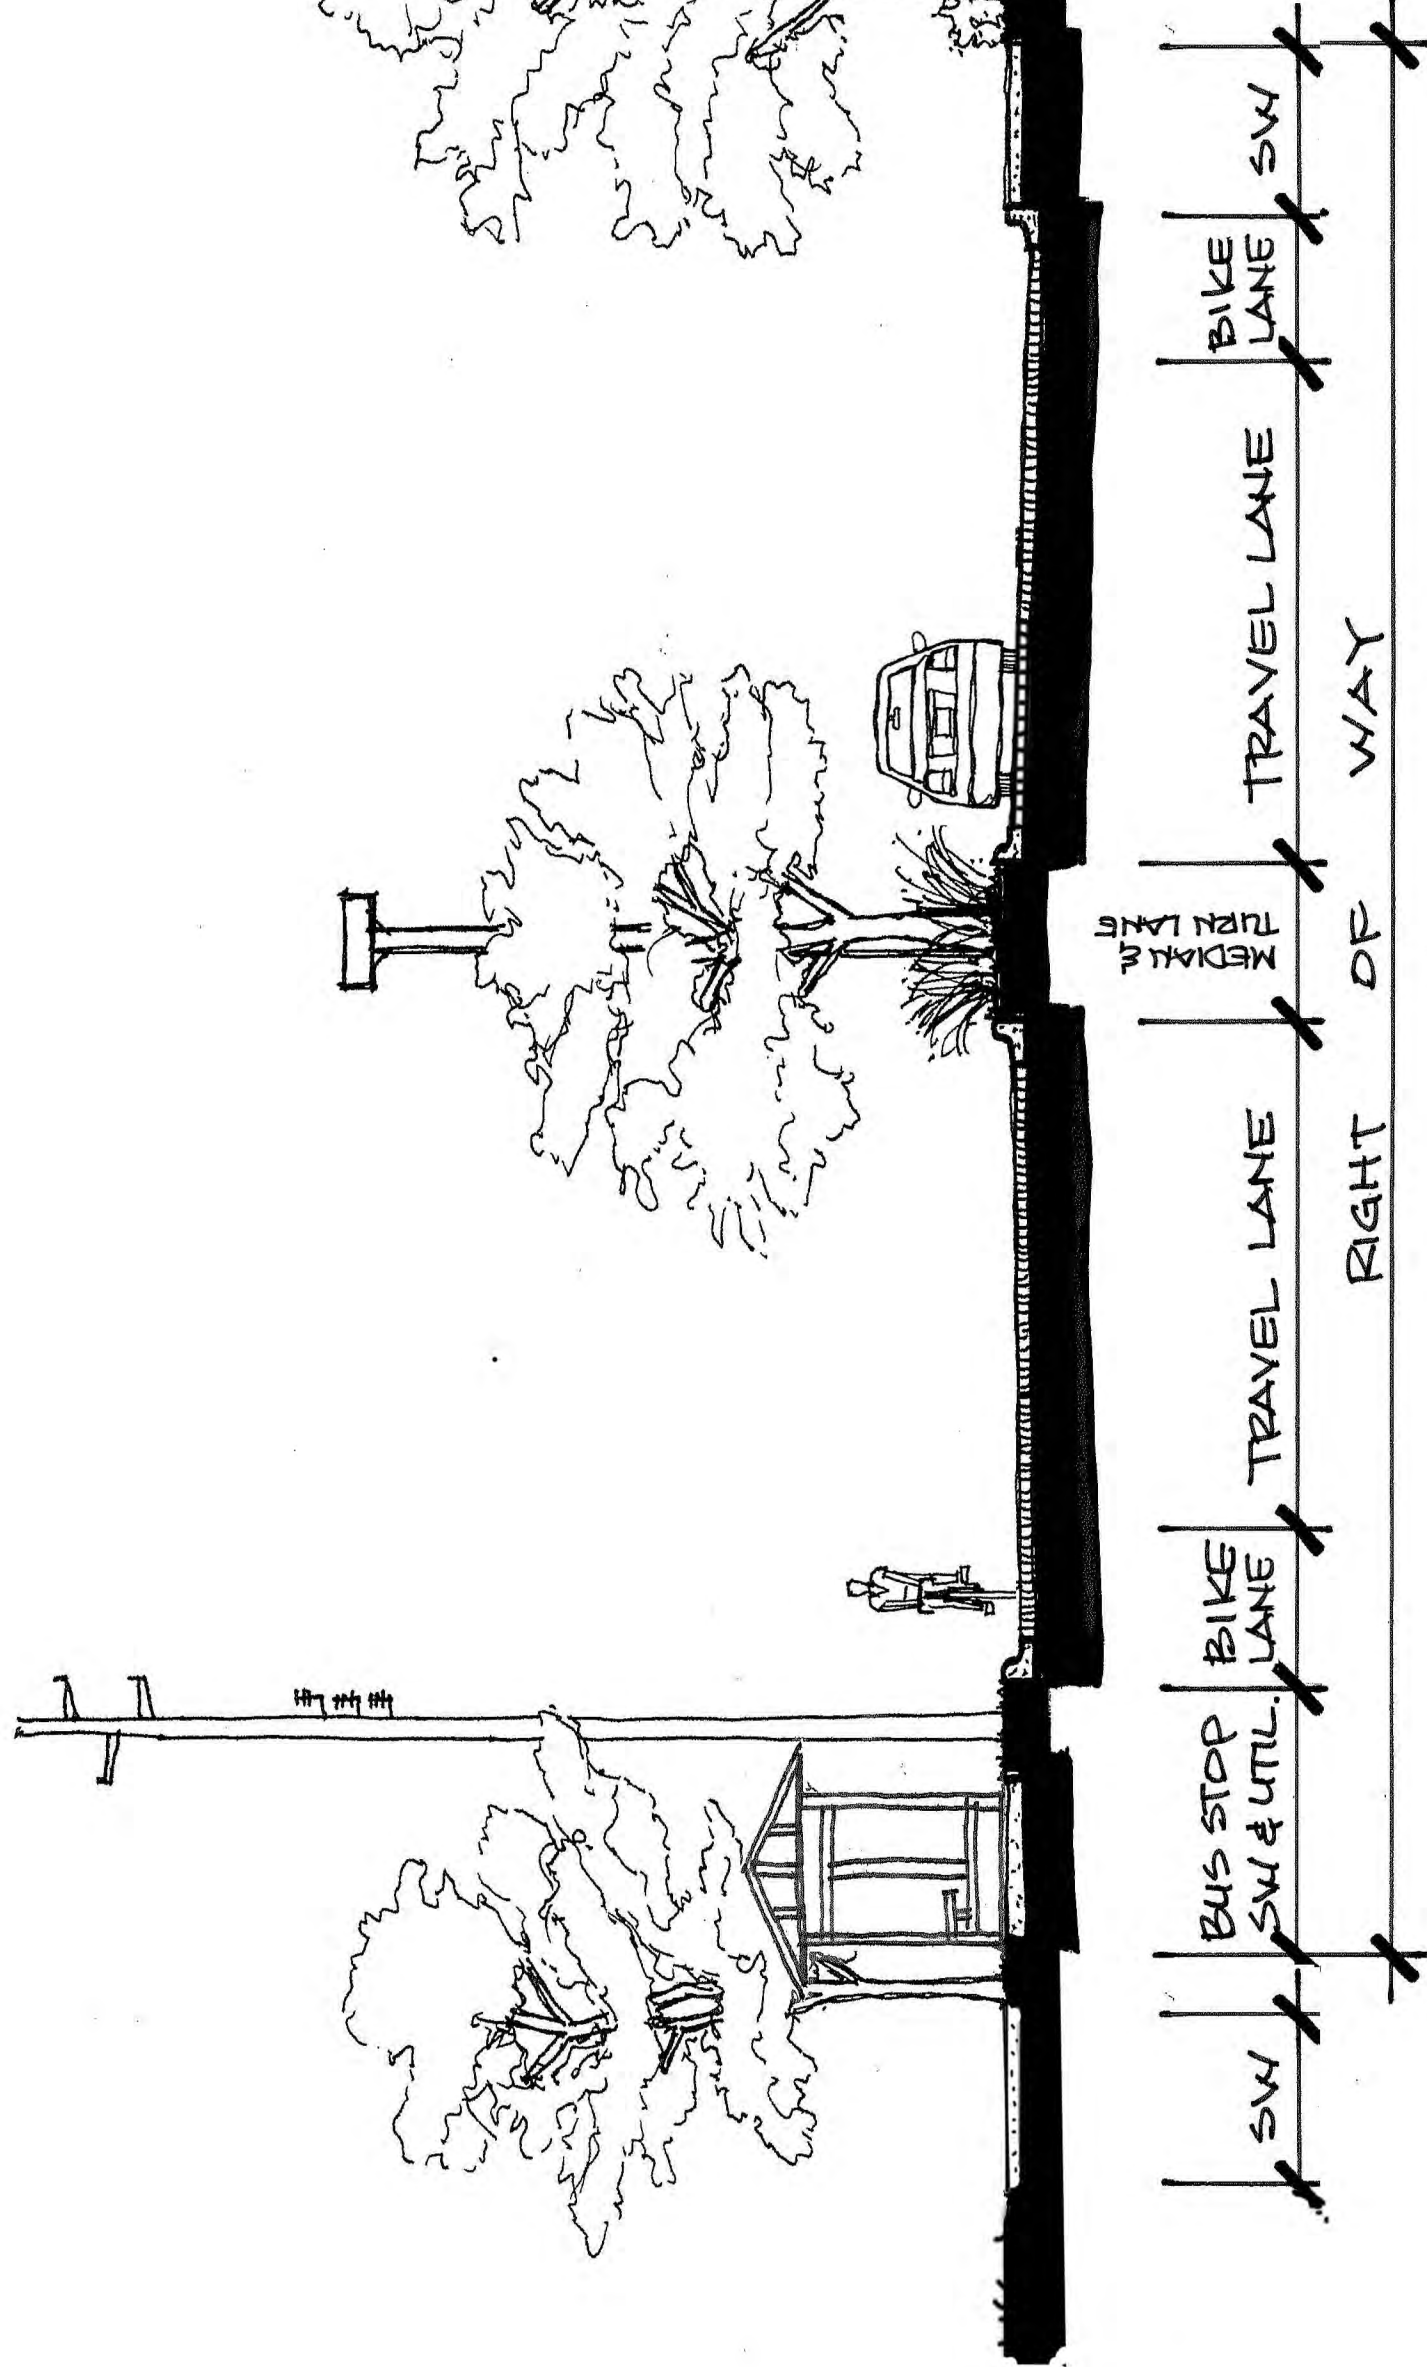 SW
BUS STOP
SW & UTIL.
BIKE
LANE
TRAVEL LANE
MEDIAN &
TURN LANE
TRAVEL LANE
BIKE
LANE
SW
RIGHT OF WAY